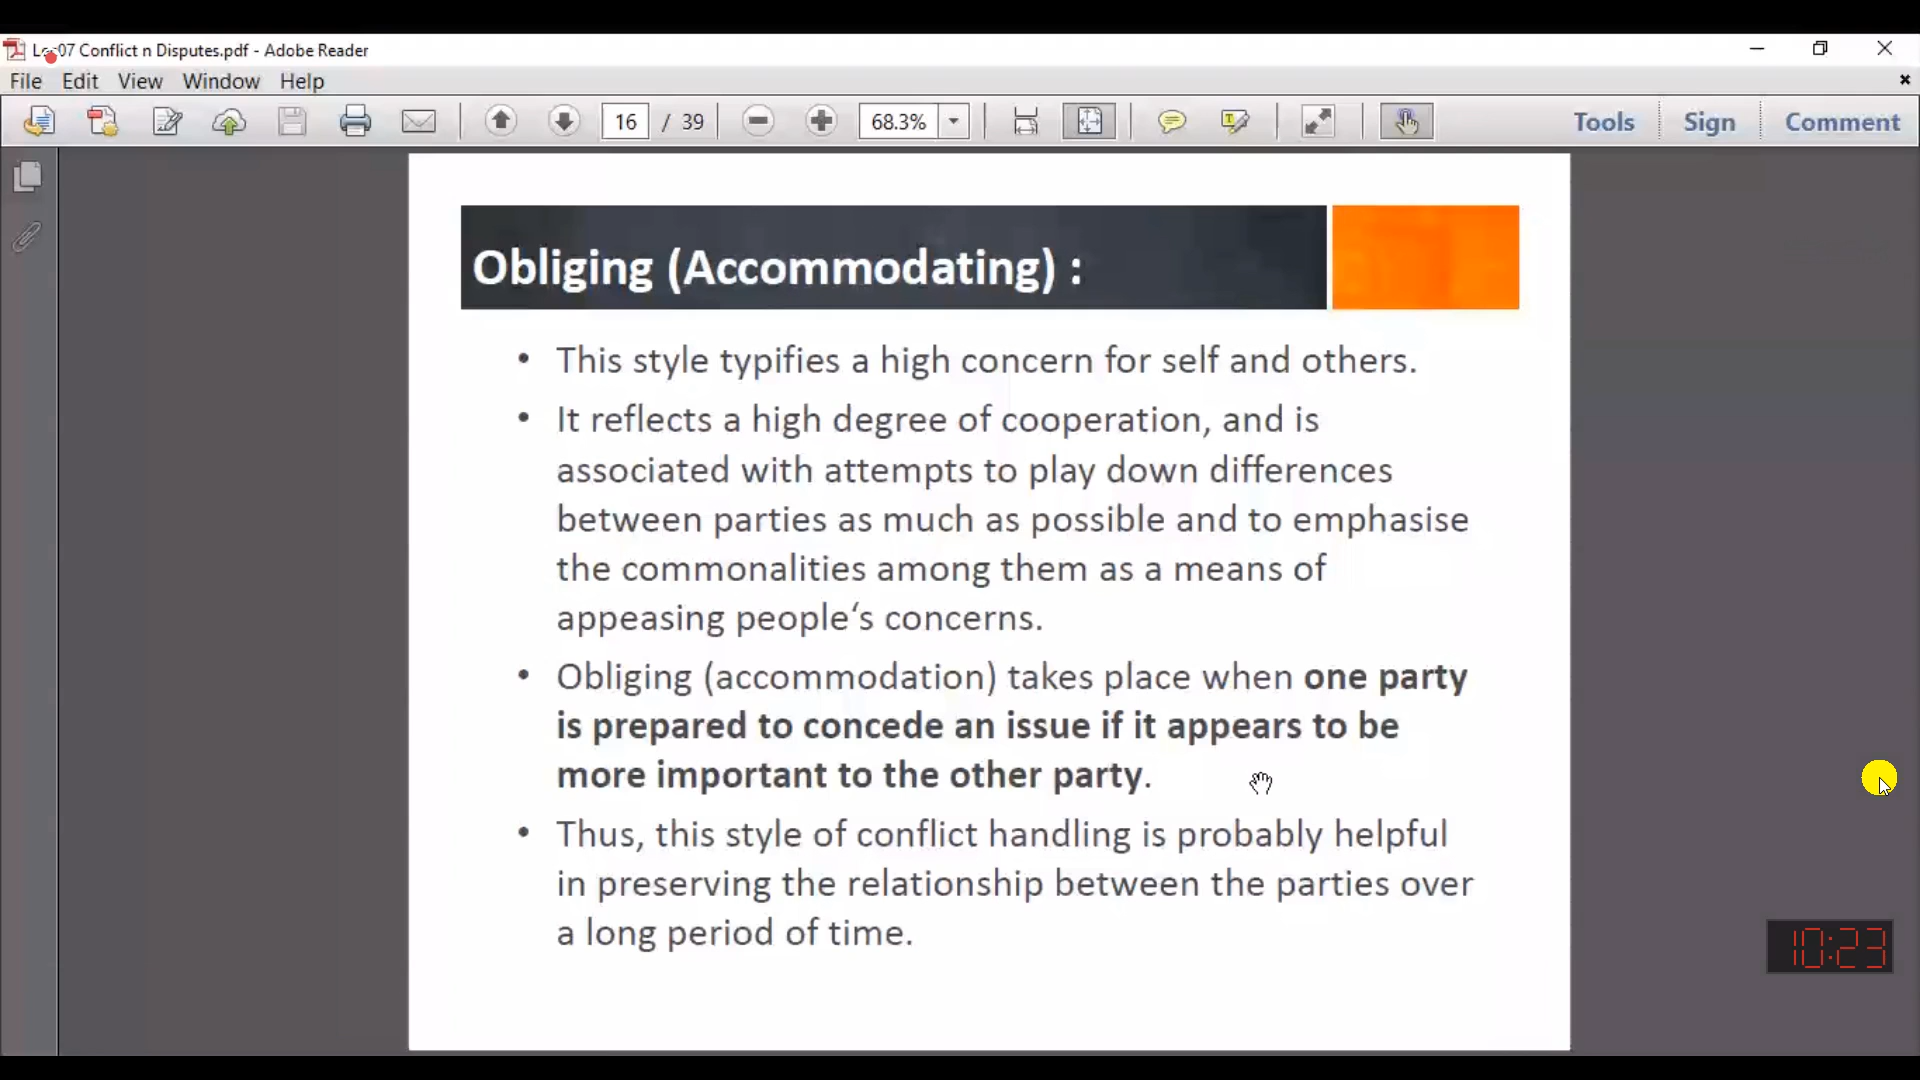 Lec07 Conflict n Disputes.pdf - Adobe Reader
File Edit View Window Help
16 / 39 68.3% Tools Sign Comment
Obliging (Accommodating) :
• This style typifies a high concern for self and others.
• It reflects a high degree of cooperation, and is
associated with attempts to play down differences
between parties as much as possible and to emphasise
the commonalities among them as a means of
appeasing people‘s concerns.
• Obliging (accommodation) takes place when one party
is prepared to concede an issue if it appears to be
more important to the other party.
• Thus, this style of conflict handling is probably helpful
in preserving the relationship between the parties over
a long period of time.
10:23